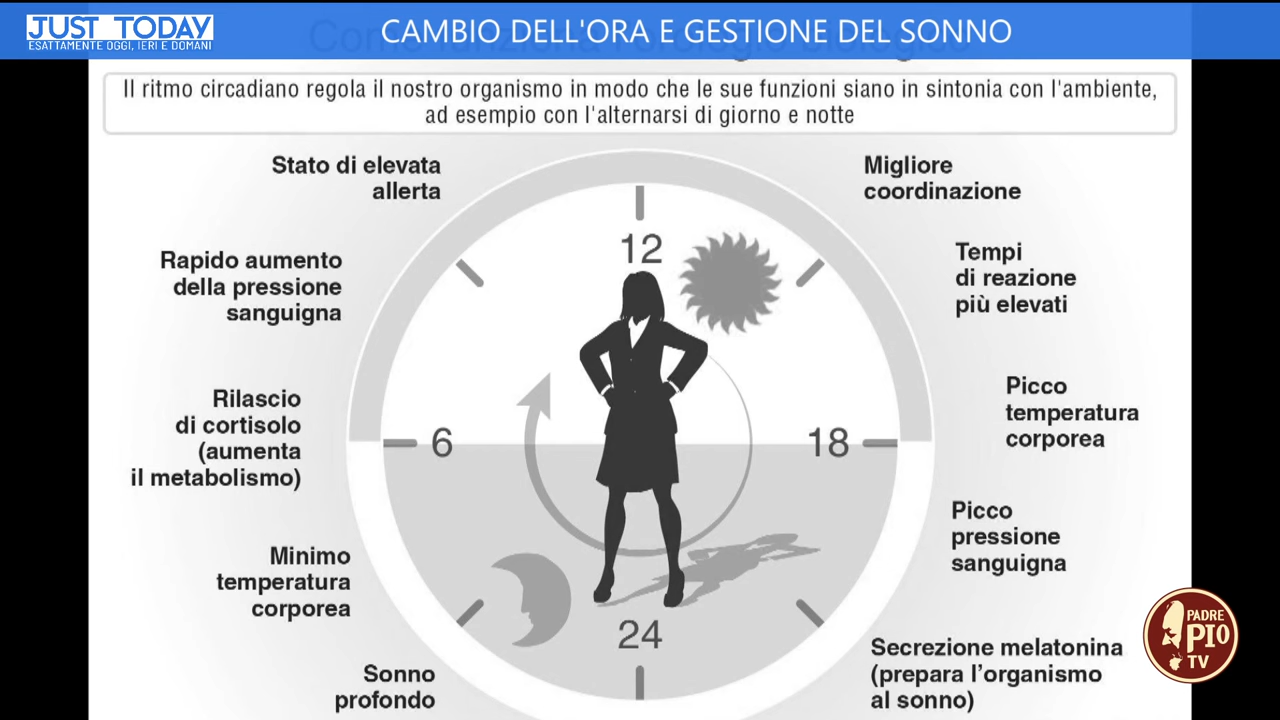 JUST TODAY
ESATTAMENTE OGGI, IERI E DOMANI
CAMBIO DELL'ORA E GESTIONE DEL SONNO
Il ritmo circadiano regola il nostro organismo in modo che le sue funzioni siano in sintonia con l'ambiente,
ad esempio con l'alternarsi di giorno e notte
Stato di elevata
allerta
Migliore
coordinazione
12
Rapido aumento
della pressione
sanguigna
Tempi
di reazione
più elevati
Rilascio
di cortisolo
(aumenta
il metabolismo)
6
18
Picco
temperatura
corporea
Picco
pressione
sanguigna
Minimo
temperatura
corporea
24
Sonno
profondo
Secrezione melatonina
(prepara l'organismo
al sonno)
PADRE
PIO
TV